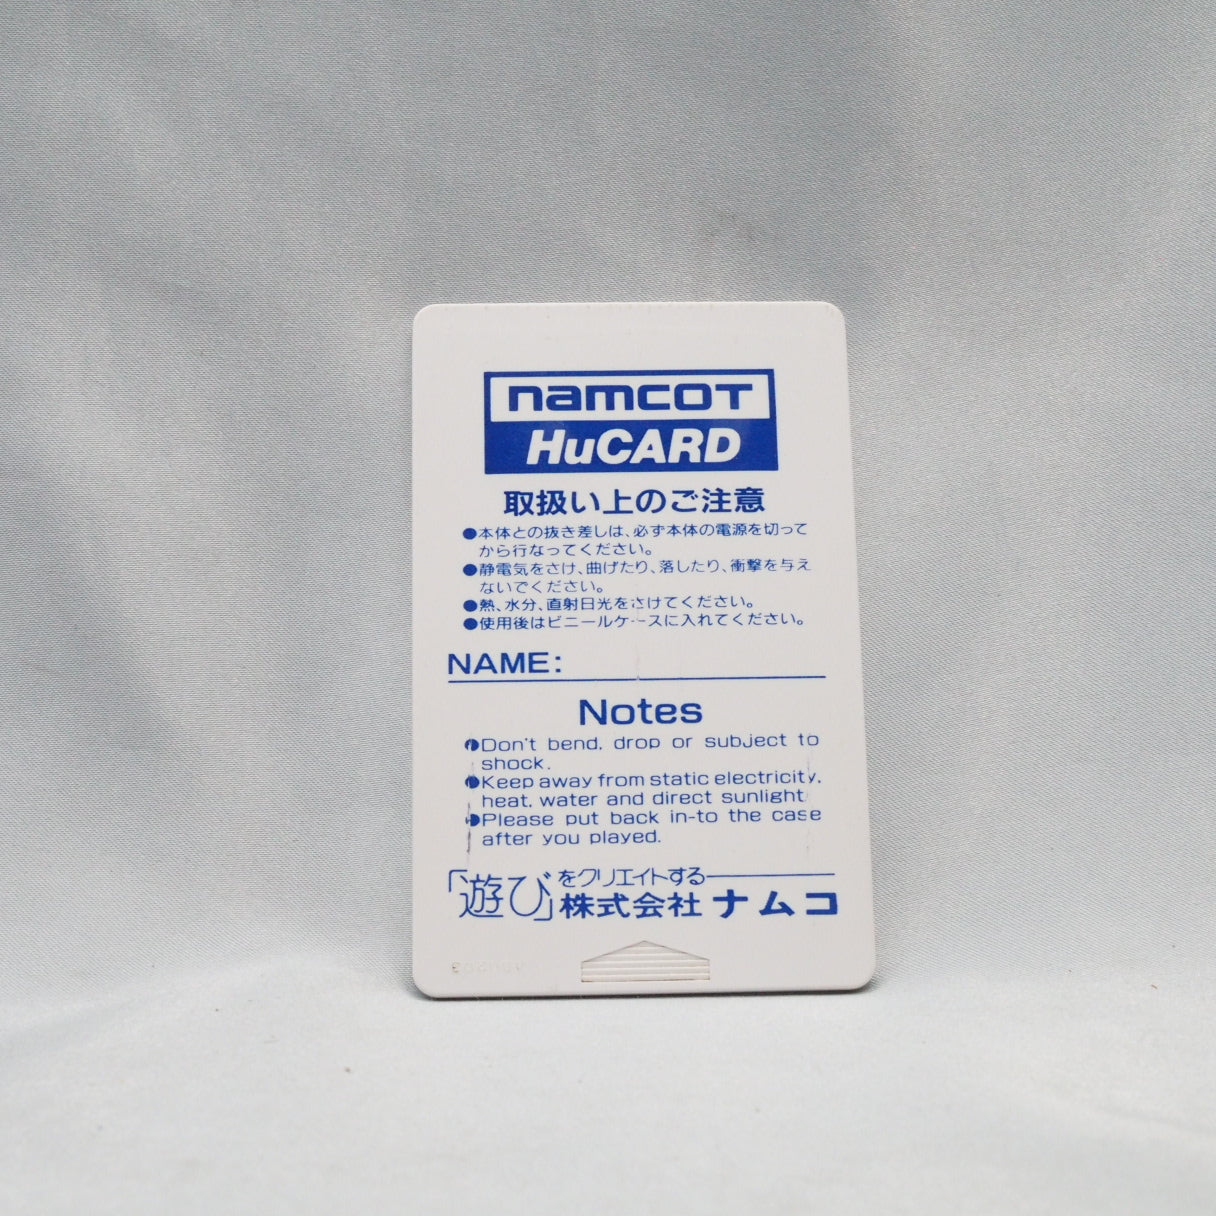 namcot
HuCARD
取扱い上のご注意
●本体との抜き差しは、必ず本体の電源を切って
から行なってください。
●静電気をさけ、曲げたり、落したり、衝撃を与え
ないでください。
●熱、水分、直射日光をさけてください。
●使用後はビニールケースに入れてください。
NAME:
Notes
●Don't bend, drop or subject to
shock.
●Keep away from static electricity,
heat, water and direct sunlight.
●Please put back in-to the case
after you played.
「遊び」をクリエイトする
株式会社ナムコ